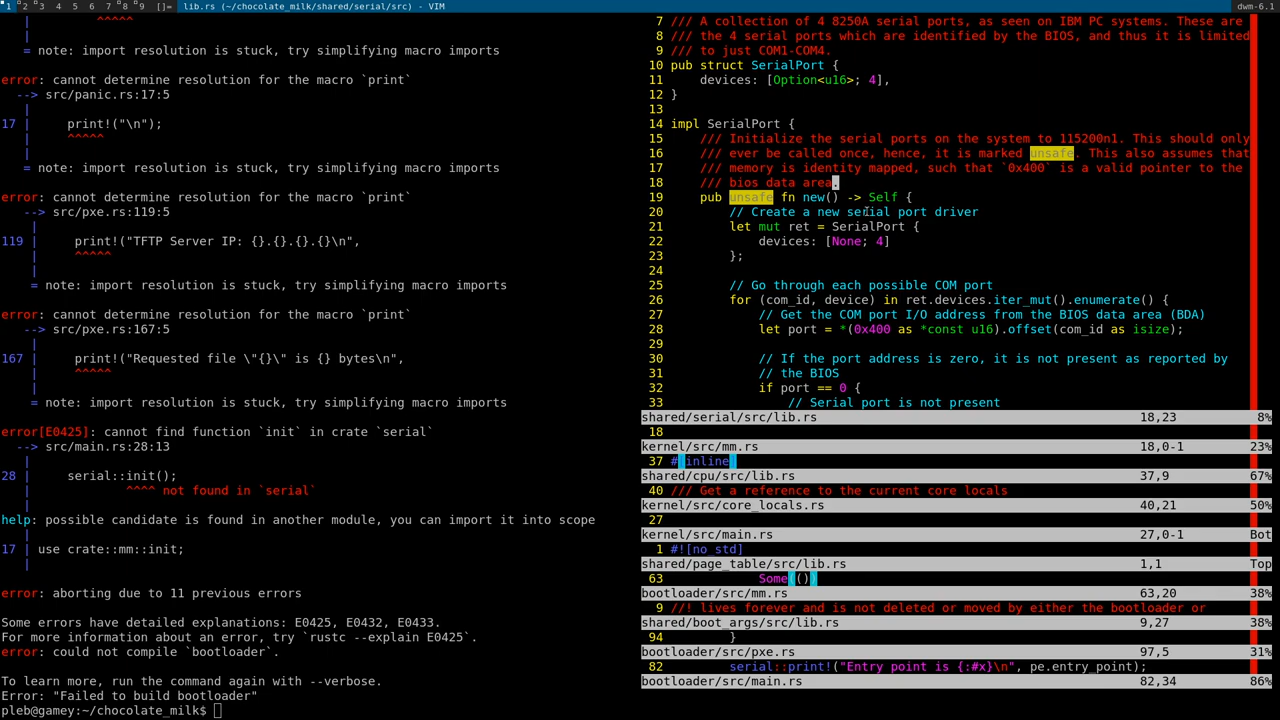 1 2 3 4 5 6 7 8 9 []= lib.rs (~/chocolate_milk/shared/serial/src) - VIM dwm-6.1
| ^^^^^
|
= note: import resolution is stuck, try simplifying macro imports
error: cannot determine resolution for the macro `print`
--> src/panic.rs:17:5
|
17 | print!("\n");
| ^^^^^
|
= note: import resolution is stuck, try simplifying macro imports
error: cannot determine resolution for the macro `print`
--> src/pxe.rs:119:5
|
119 | print!("TFTP Server IP: {}.{}.{}.{}\n",
| ^^^^^
|
= note: import resolution is stuck, try simplifying macro imports
error: cannot determine resolution for the macro `print`
--> src/pxe.rs:167:5
|
167 | print!("Requested file \"{}\" is {} bytes\n",
| ^^^^^
|
= note: import resolution is stuck, try simplifying macro imports
error[E0425]: cannot find function `init` in crate `serial`
--> src/main.rs:28:13
|
28 | serial::init();
| ^^^^ not found in `serial`
|
help: possible candidate is found in another module, you can import it into scope
|
17 | use crate::mm::init;
|
error: aborting due to 11 previous errors
Some errors have detailed explanations: E0425, E0432, E0433.
For more information about an error, try `rustc --explain E0425`.
error: could not compile `bootloader`.
To learn more, run the command again with --verbose.
Error: "Failed to build bootloader"
pleb@gamey:~/chocolate_milk$
7 /// A collection of 4 8250A serial ports, as seen on IBM PC systems. These are
8 /// the 4 serial ports which are identified by the BIOS, and thus it is limited
9 /// to just COM1-COM4.
10 pub struct SerialPort {
11 devices: [Option<u16>; 4],
12 }
13
14 impl SerialPort {
15 /// Initialize the serial ports on the system to 115200n1. This should only
16 /// ever be called once, hence, it is marked unsafe. This also assumes that
17 /// memory is identity mapped, such that `0x400` is a valid pointer to the
18 /// bios data area.
19 pub unsafe fn new() -> Self {
20 // Create a new serial port driver
21 let mut ret = SerialPort {
22 devices: [None; 4]
23 };
24
25 // Go through each possible COM port
26 for (com_id, device) in ret.devices.iter_mut().enumerate() {
27 // Get the COM port I/O address from the BIOS data area (BDA)
28 let port = *(0x400 as *const u16).offset(com_id as isize);
29
30 // If the port address is zero, it is not present as reported by
31 // the BIOS
32 if port == 0 {
33 // Serial port is not present
shared/serial/src/lib.rs 18,23 8%
18
kernel/src/mm.rs 18,0-1 23%
37 #[inline]
shared/cpu/src/lib.rs 37,9 67%
40 /// Get a reference to the current core locals
kernel/src/core_locals.rs 40,21 50%
27
kernel/src/main.rs 27,0-1 Bot
1 #![no_std]
shared/page_table/src/lib.rs 1,1 Top
63 Some(())
bootloader/src/mm.rs 63,20 38%
9 //! lives forever and is not deleted or moved by either the bootloader or
shared/boot_args/src/lib.rs 9,27 38%
94 }
bootloader/src/pxe.rs 97,5 31%
82 serial::print!("Entry point is {:#x}\n", pe.entry_point);
bootloader/src/main.rs 82,34 86%